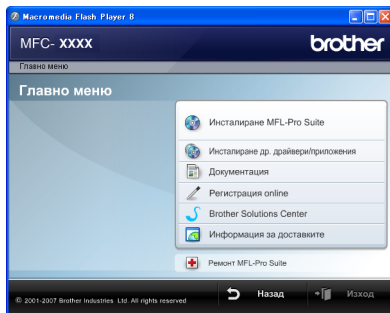 Macromedia Flash Player 8
MFC- XXXX
brother
Главно меню
Главно меню
Инсталиране MFL-Pro Suite
Инсталиране др. драйвери/приложения
Документация
Регистрация online
Brother Solutions Center
Информация за доставките
Ремонт MFL-Pro Suite
© 2001-2007 Brother Industries Ltd. All rights reserved
Назад
Изход